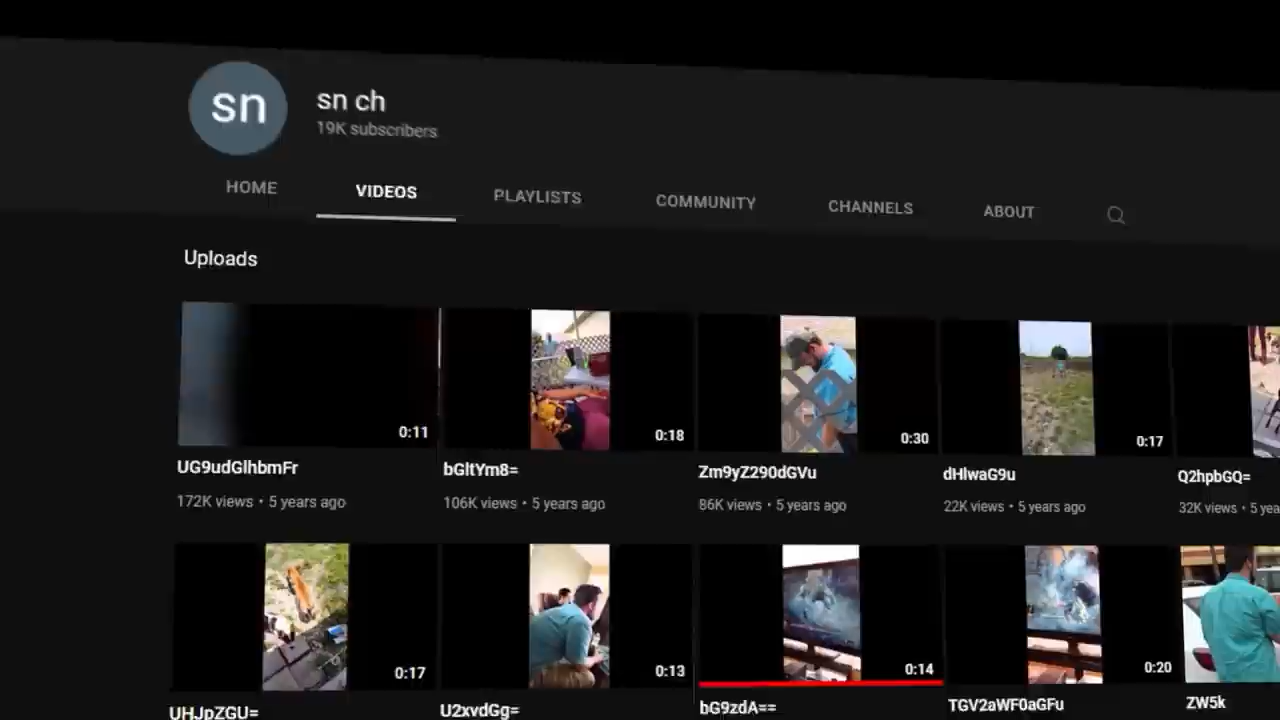 sn
sn ch
19K subscribers
HOME VIDEOS PLAYLISTS COMMUNITY CHANNELS ABOUT
Uploads
0:11 0:18 0:30 0:17
UG9udGlhbmFr bGltYm8= Zm9yZ290dGVu dHlwaG9u Q2hpbGQ=
172K views • 5 years ago 106K views • 5 years ago 86K views • 5 years ago 22K views • 5 years ago 32K views • 5 yea
0:17 0:13 0:14 0:20
UHJpZGU= U2xvdGg= bG9zdA== TGV2aWF0aGFu ZW5k